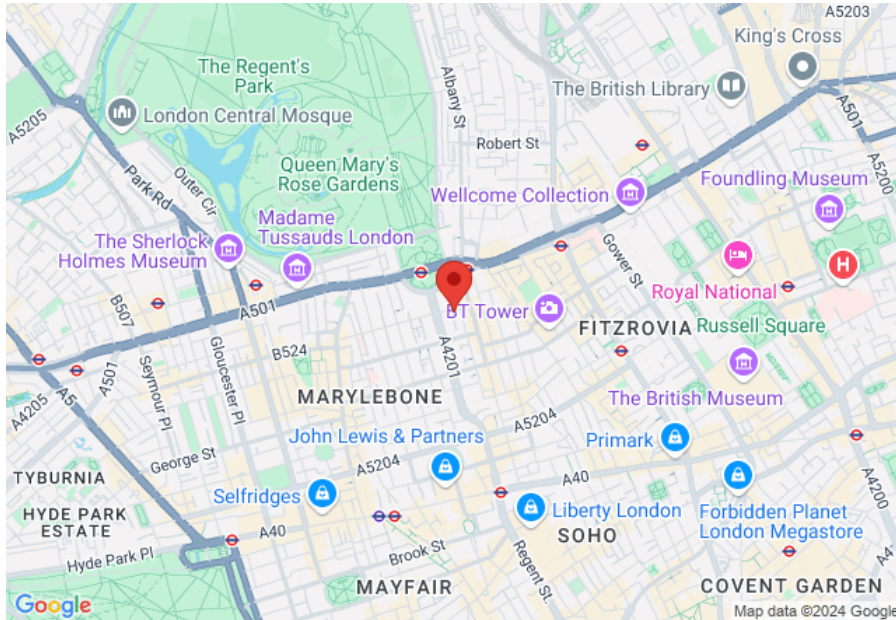 A5203
King's Cross
The Regent's
Park
Albany St
The British Library
A501
A5205
London Central Mosque
Robert St
A5200
Park Rd
Outer Cir
Queen Mary's
Rose Gardens
Wellcome Collection
Foundling Museum
Madame
Tussauds London
The Sherlock
Holmes Museum
Gower St
H
Royal National
B507
A501
BT Tower
FITZROVIA
Russell Square
B524
A4201
A501
Seymour Pl
Gloucester Pl
A4205
A5
MARYLEBONE
The British Museum
A5204
John Lewis & Partners
Primark
George St
A5204
A40
TYBURNIA
Selfridges
Liberty London
Forbidden Planet
London Megastore
A4200
HYDE PARK
ESTATE
A40
SOHO
Hyde Park Pl
Brook St
Regent St.
A4
MAYFAIR
COVENT GARDEN
Google
Map data ©2024 Google